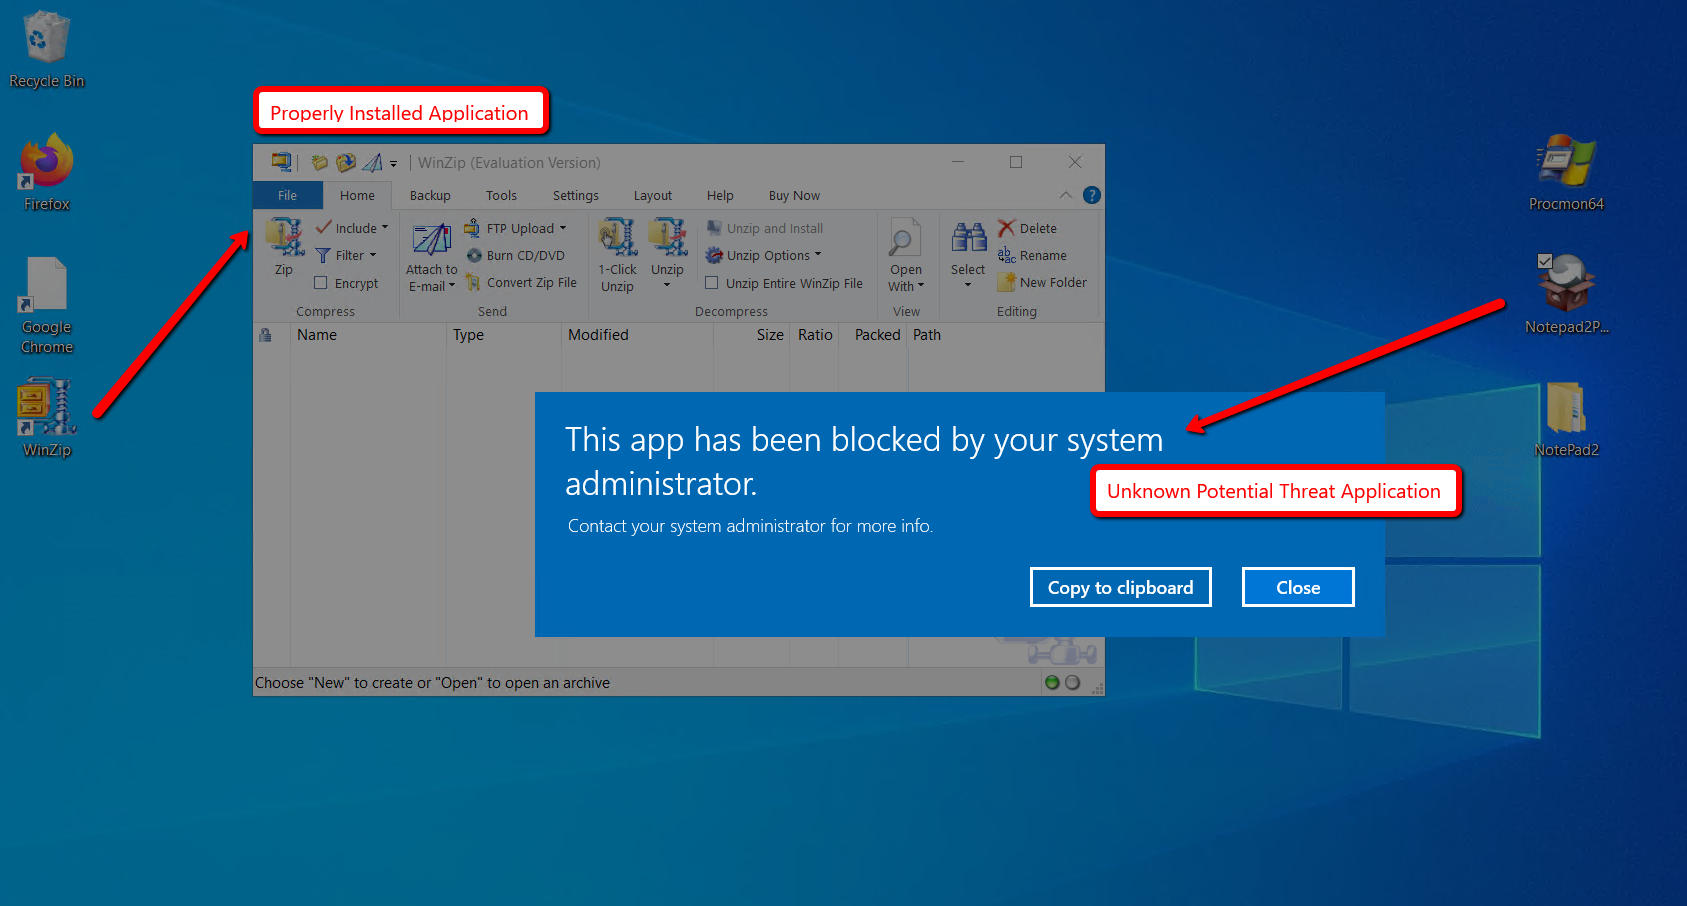 Recycle Bin
Firefox
Google
Chrome
WinZip
Properly Installed Application
WinZip (Evaluation Version)
File Home Backup Tools Settings Layout Help Buy Now
?
Zip
Include
Filter
Encrypt
Compress
Attach to
E-mail
FTP Upload
Burn CD/DVD
Convert Zip File
Send
1-Click
Unzip
Unzip
Unzip and Install
Unzip Options
Unzip Entire WinZip File
Decompress
Open
With
View
Select
Delete
ab
ac Rename
New Folder
Editing
Name Type Modified Size Ratio Packed Path
This app has been blocked by your system
administrator.
Contact your system administrator for more info.
Copy to clipboard Close
Unknown Potential Threat Application
Choose "New" to create or "Open" to open an archive
Procmon64
Notepad2P...
NotePad2